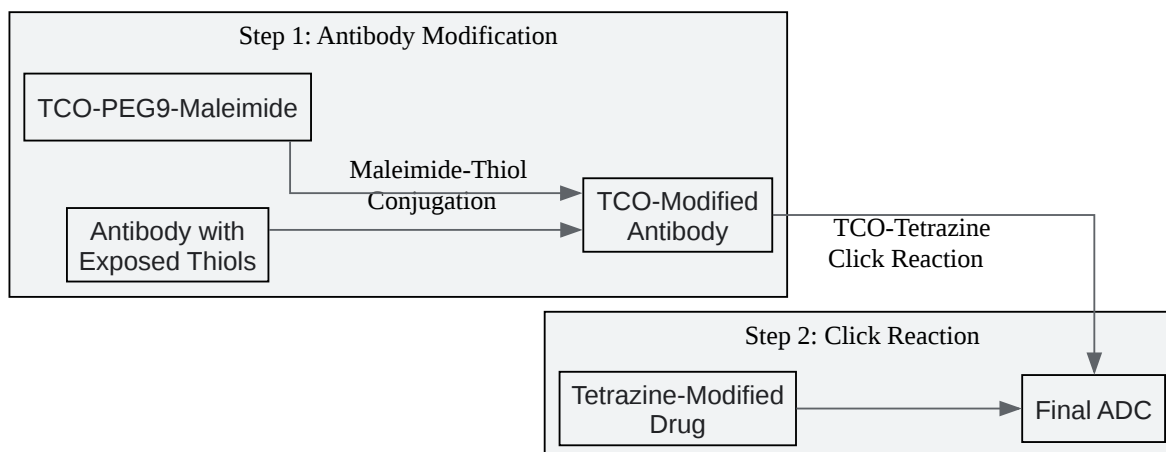 Step 1: Antibody Modification
TCO-PEG9-Maleimide
Maleimide-Thiol
Conjugation
Antibody with
Exposed Thiols
TCO-Modified
Antibody
TCO-Tetrazine
Click Reaction
Step 2: Click Reaction
Tetrazine-Modified
Drug
Final ADC